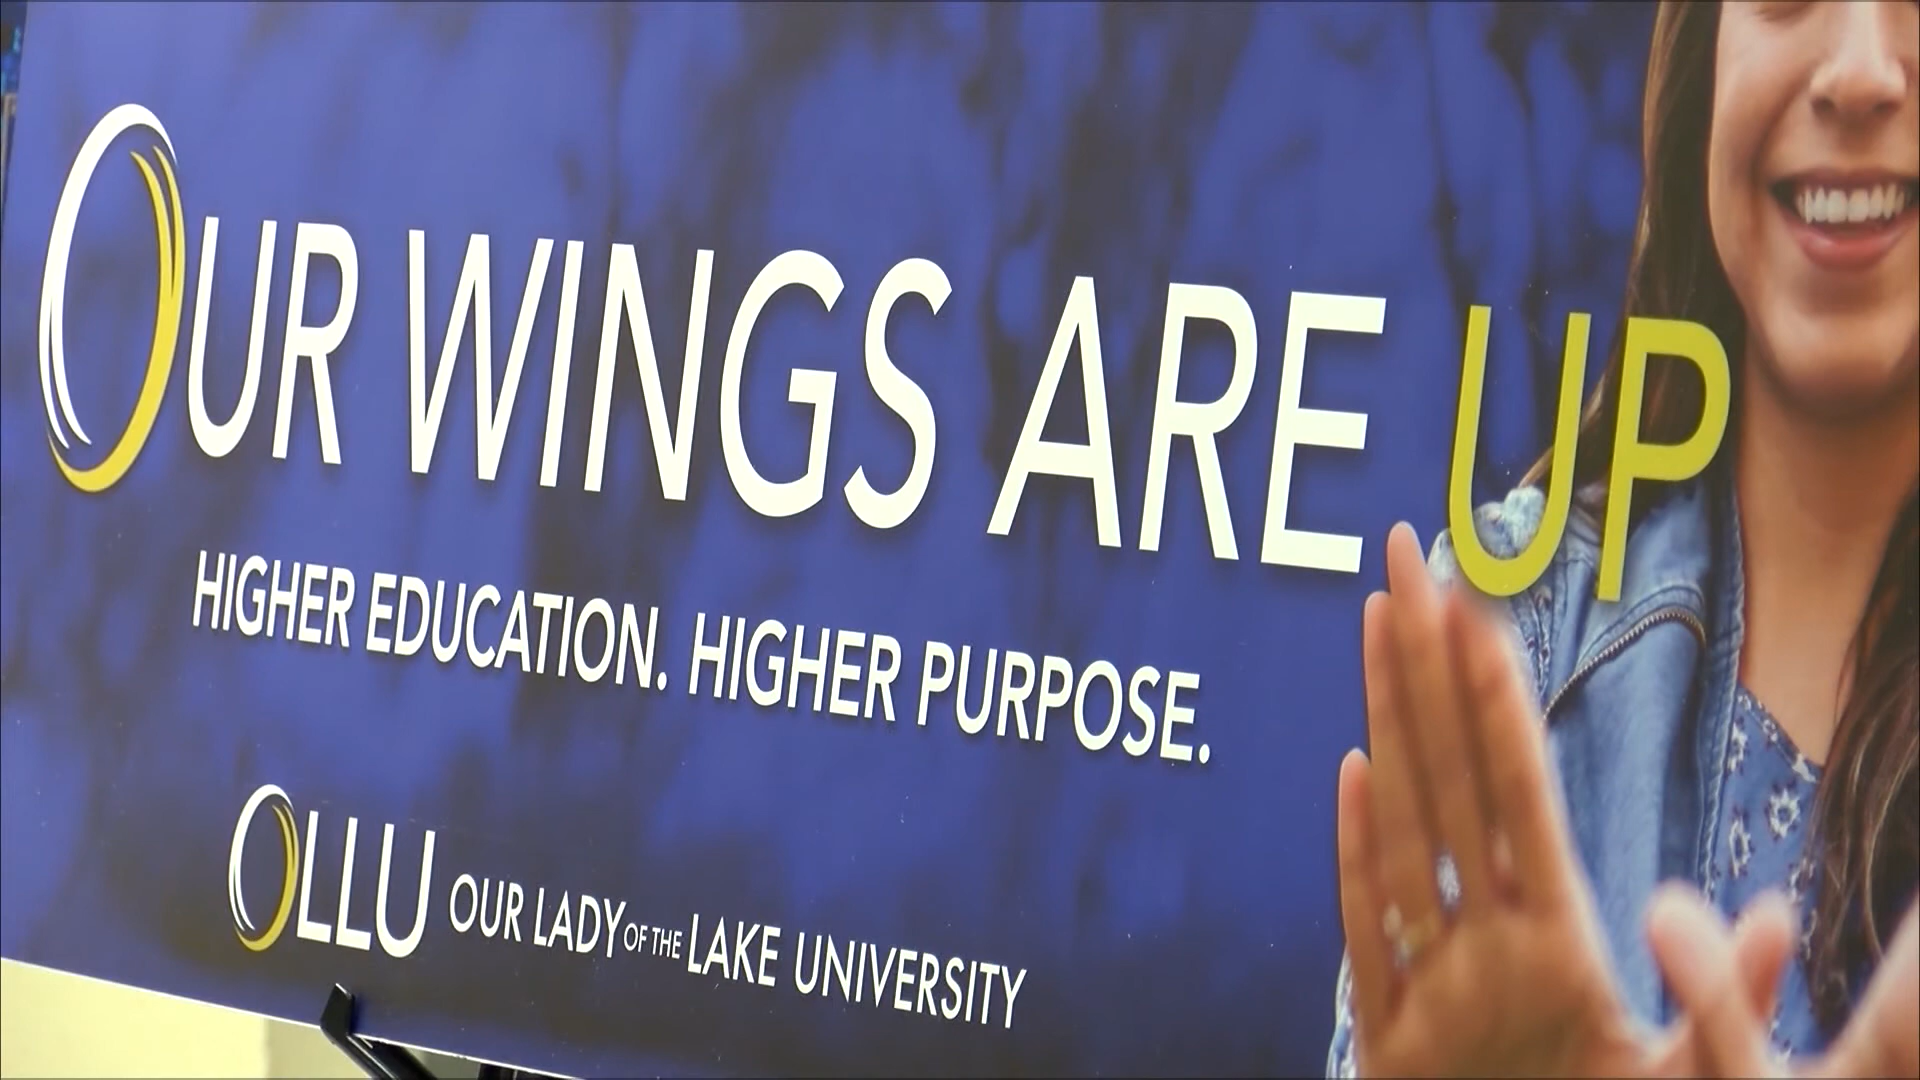 OUR WINGS ARE UP
HIGHER EDUCATION. HIGHER PURPOSE.
OLLU OUR LADY OF THE LAKE UNIVERSITY